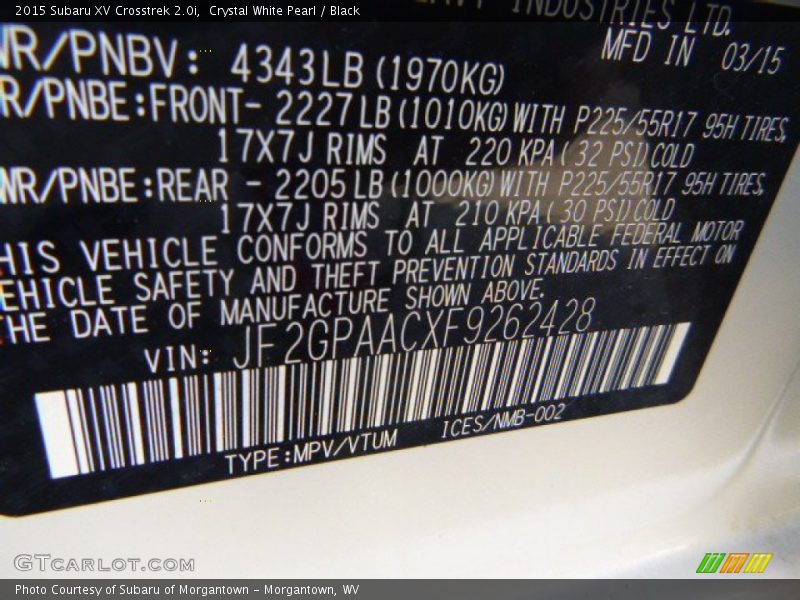 2015 Subaru XV Crosstrek 2.0i, Crystal White Pearl / Black
INDUSTRIES LTD.
MFD IN 03/15
WR/PNBV: 4343LB (1970KG)
R/PNBE:FRONT- 2227LB (1010KG) WITH P225/55R17 95H TIRES,
17X7J RIMS AT 220 KPA ( 32 PSI) COLD
WR/PNBE:REAR - 2205 LB (1000KG) WITH P225/55R17 95H TIRES,
17X7J RIMS AT 210 KPA ( 30 PSI) COLD
HIS VEHICLE CONFORMS TO ALL APPLICABLE FEDERAL MOTOR
EHICLE SAFETY AND THEFT PREVENTION STANDARDS IN EFFECT ON
THE DATE OF MANUFACTURE SHOWN ABOVE.
VIN: JF2GPAACXF9262428
TYPE:MPV/VTUM ICES/NMB-002
GTCARLOT.COM
Photo Courtesy of Subaru of Morgantown - Morgantown, WV